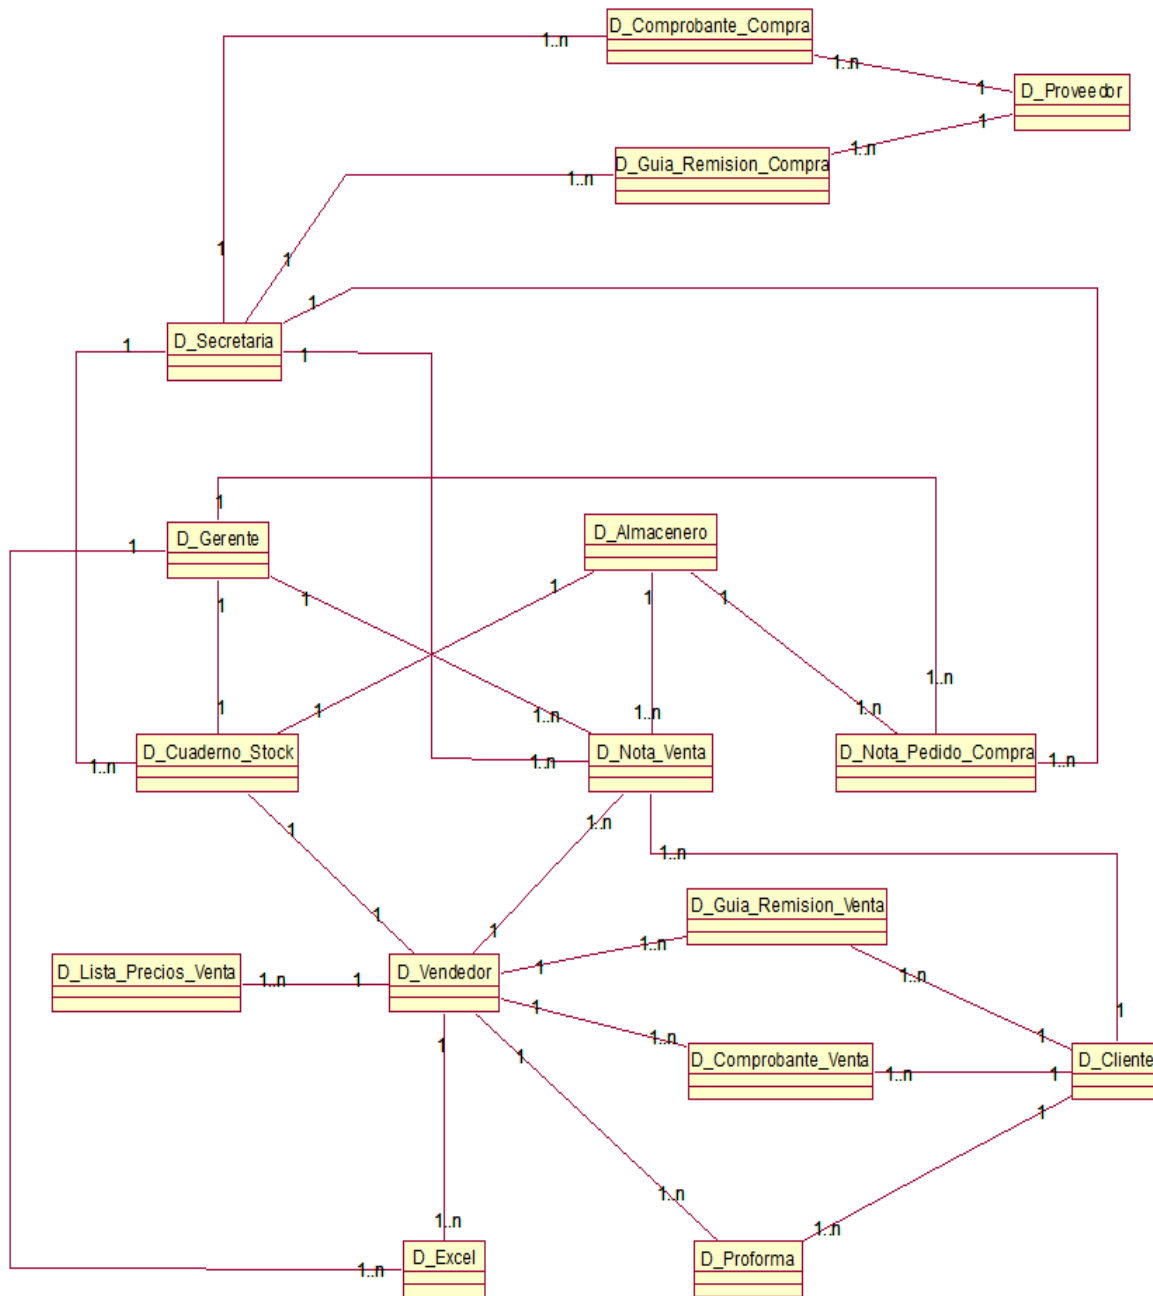 D_Comprobante_Compra
1..n
1..n
D_Proveedor
1
1
D_Guia_Remision_Compra
1..n
1..n
1
1
1
D_Secretaria
1
1
1
D_Gerente
1
D_Almacenero
1
1
1
1
1
1..n
1
1
1..n
1..n
1..n
D_Cuaderno_Stock
D_Nota_Venta
D_Nota_Pedido_Compra
1..n
1..n
1..n
1
1..n
1..n
D_Guia_Remision_Venta
1
1
1..n
D_Lista_Precios_Venta
D_Vendedor
1
1..n
1..n
1
1
1
1..n
1
1
1
D_Comprobante_Venta
D_Cliente
1..n
1
1
1..n
1..n
1..n
D_Excel
D_Proforma
1..n